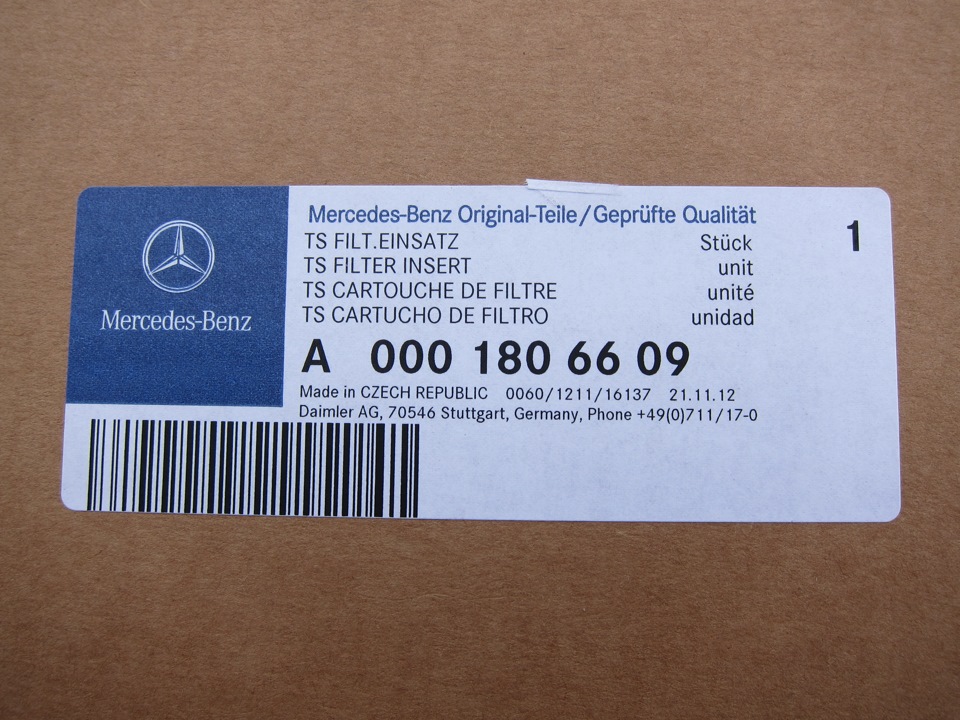 Mercedes-Benz
Mercedes-Benz Original-Teile/Geprüfte Qualität
TS FILT.EINSATZ Stück 1
TS FILTER INSERT unit
TS CARTOUCHE DE FILTRE unité
TS CARTUCHO DE FILTRO unidad
A 000 180 66 09
Made in CZECH REPUBLIC 0060/1211/16137 21.11.12
Daimler AG, 70546 Stuttgart, Germany, Phone +49(0)711/17-0